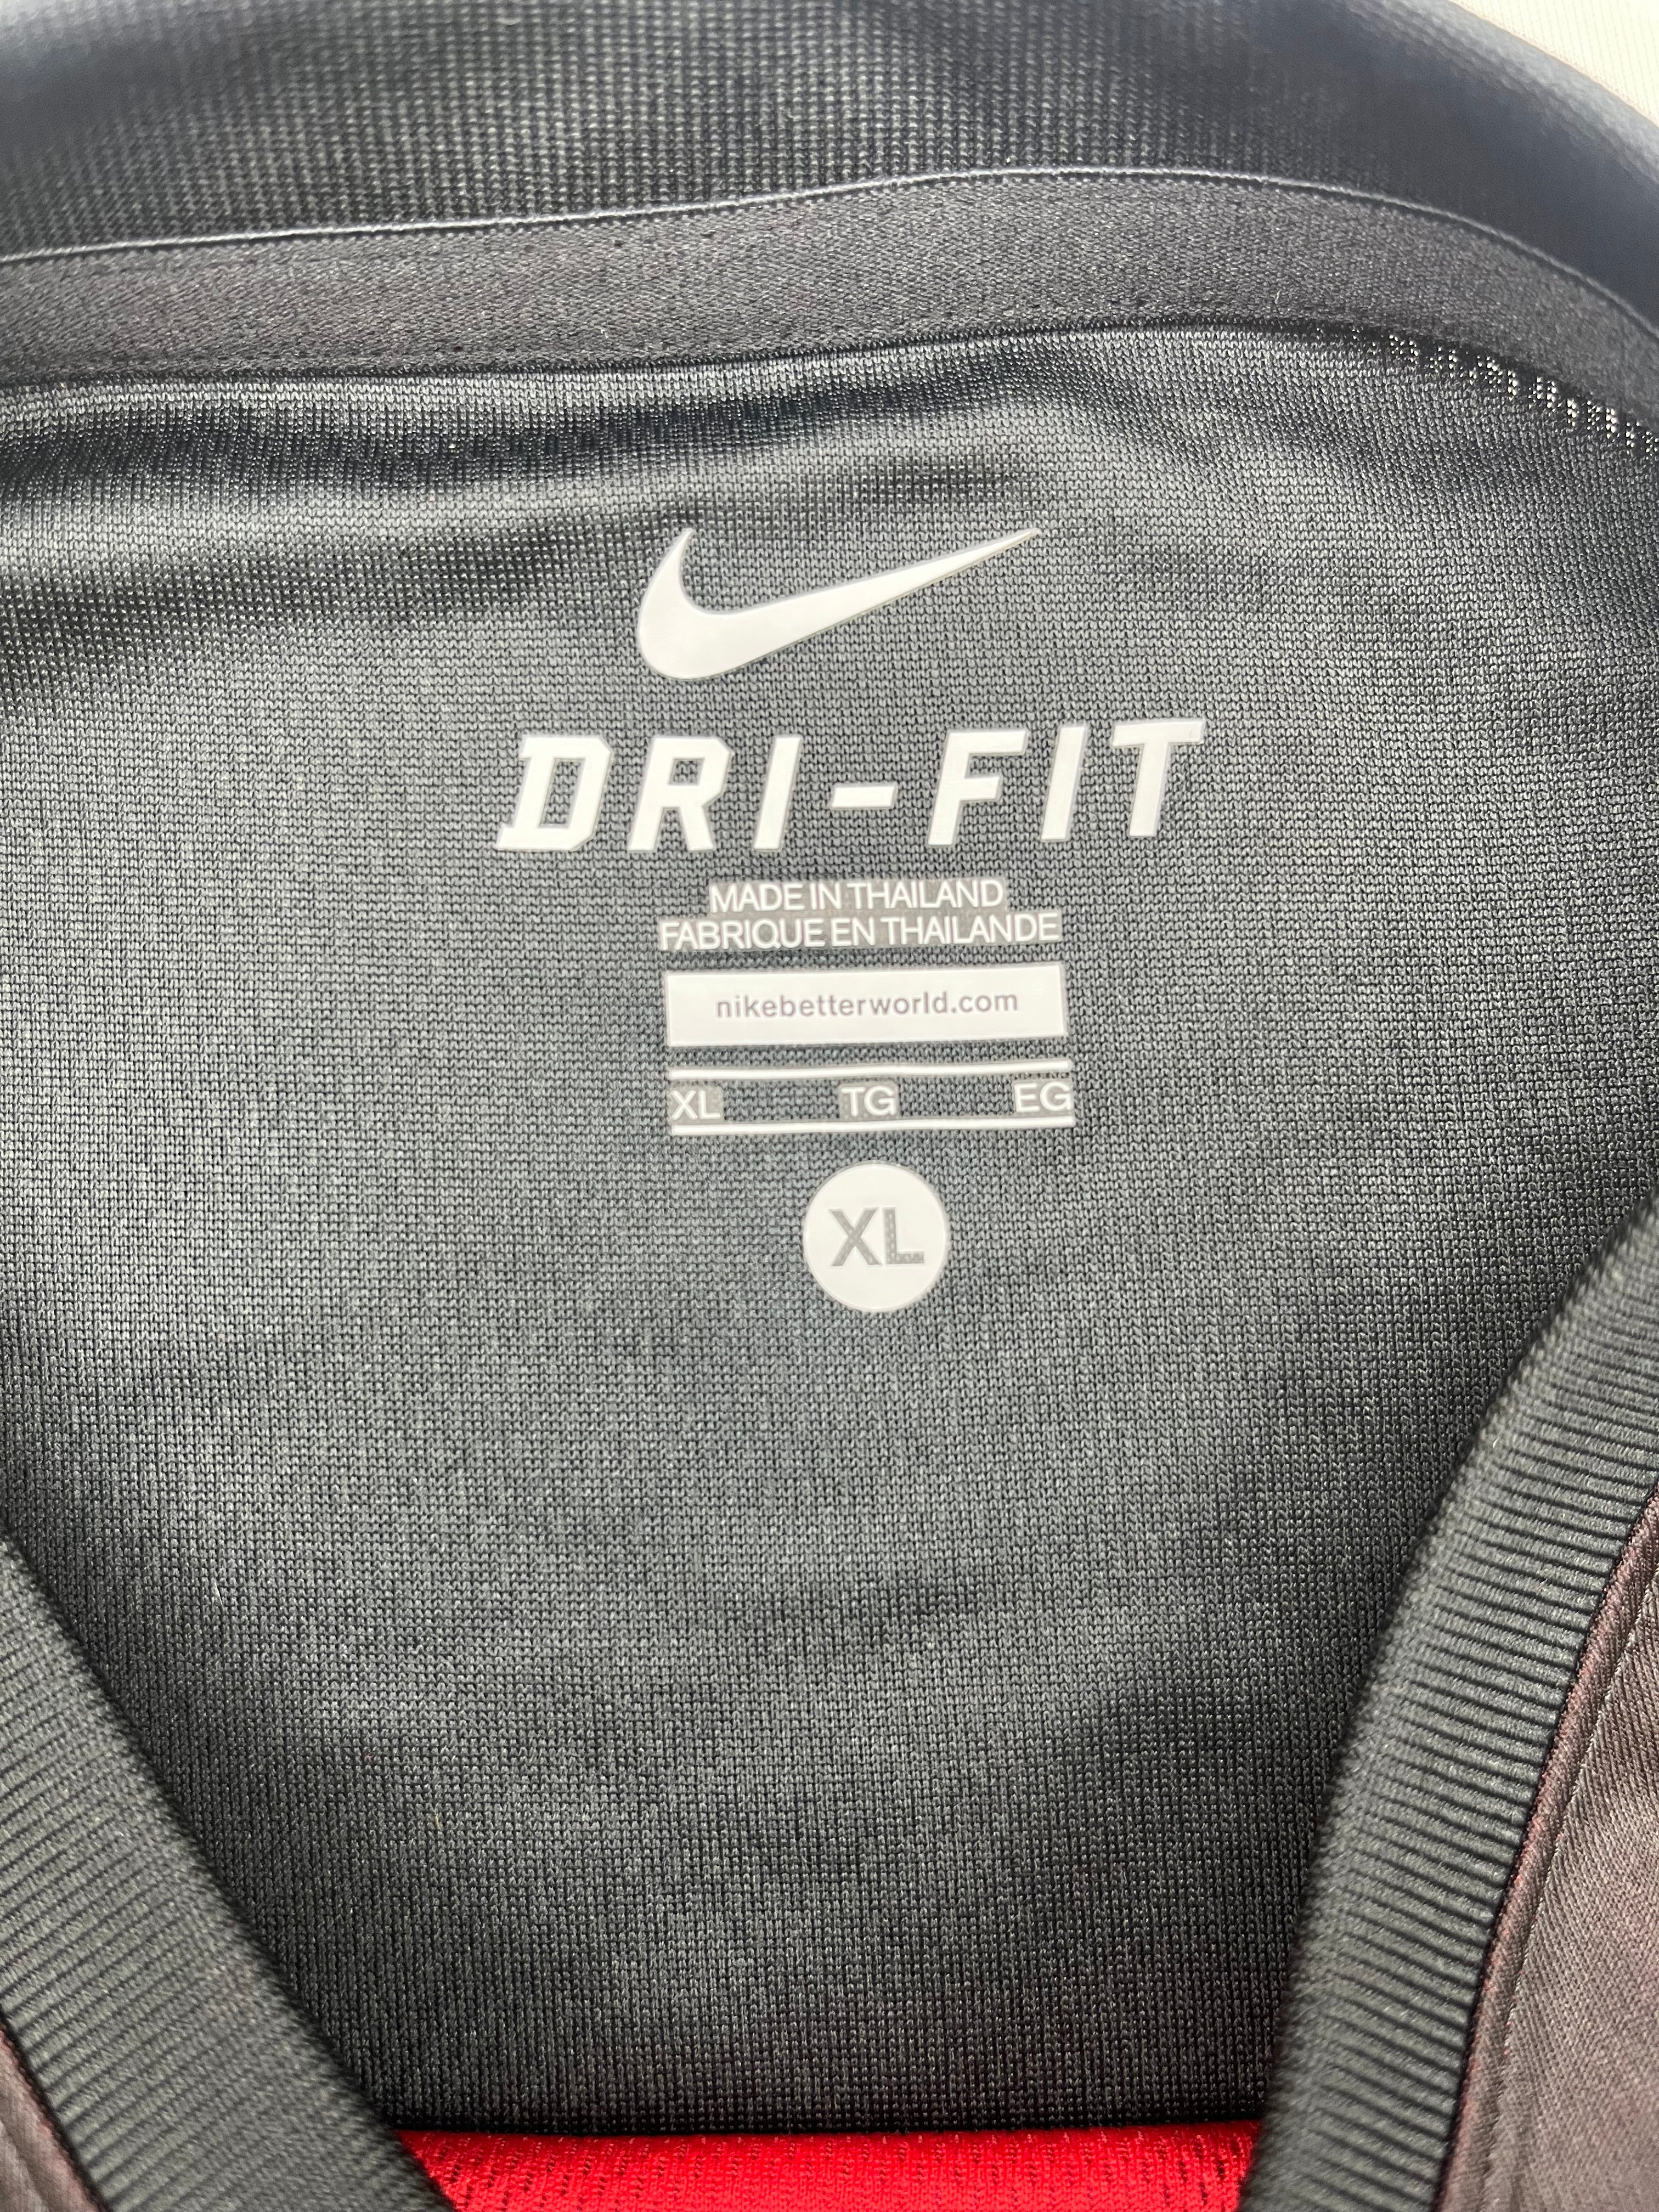 DRI-FIT
MADE IN THAILAND
FABRIQUE EN THAILANDE
nikebetterworld.com
XL TG EG
XL